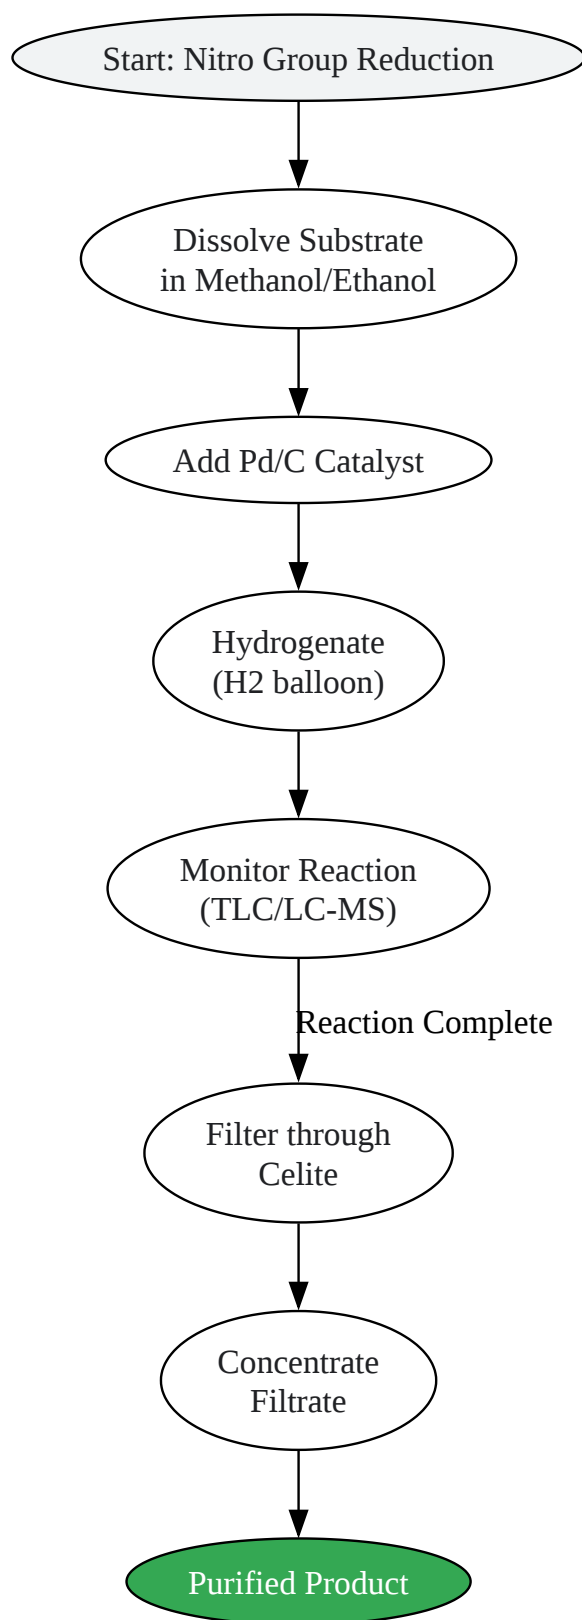 Start: Nitro Group Reduction
Dissolve Substrate
in Methanol/Ethanol
Add Pd/C Catalyst
Hydrogenate
(H2 balloon)
Monitor Reaction
(TLC/LC-MS)
Reaction Complete
Filter through
Celite
Concentrate
Filtrate
Purified Product